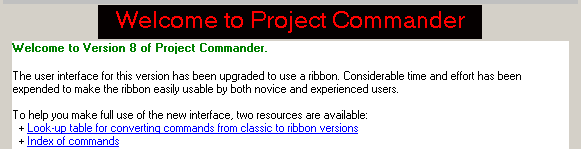 Welcome to Project Commander
Welcome to Version 8 of Project Commander.
The user interface for this version has been upgraded to use a ribbon. Considerable time and effort has been
expended to make the ribbon easily usable by both novice and experienced users.
To help you make full use of the new interface, two resources are available:
+ Look-up table for converting commands from classic to ribbon versions
+ Index of commands